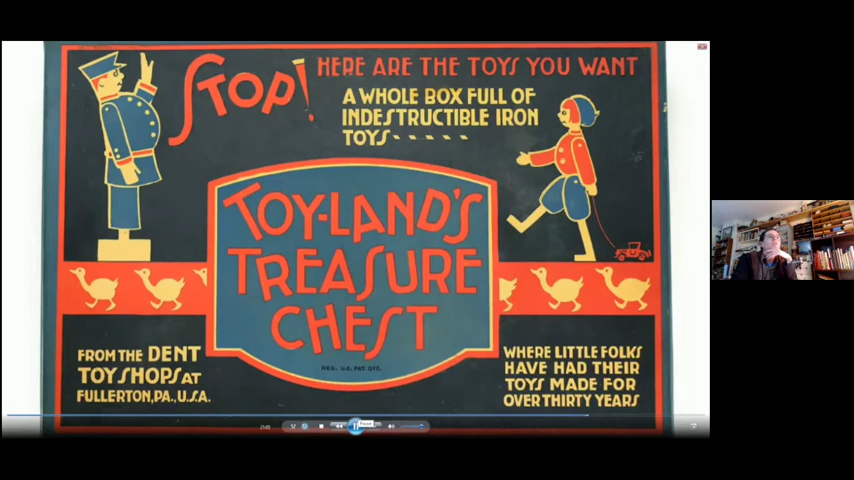 STOP! HERE ARE THE TOYS YOU WANT
A WHOLE BOX FULL OF
INDESTRUCTIBLE IRON
TOYS
TOY-LAND'S
TREASURE
CHEST
REG. U.S. PAT. OFF.
FROM THE DENT
TOY SHOPS AT
FULLERTON, PA., U.S.A.
WHERE LITTLE FOLKS
HAVE HAD THEIR
TOYS MADE FOR
OVER THIRTY YEARS
Pause